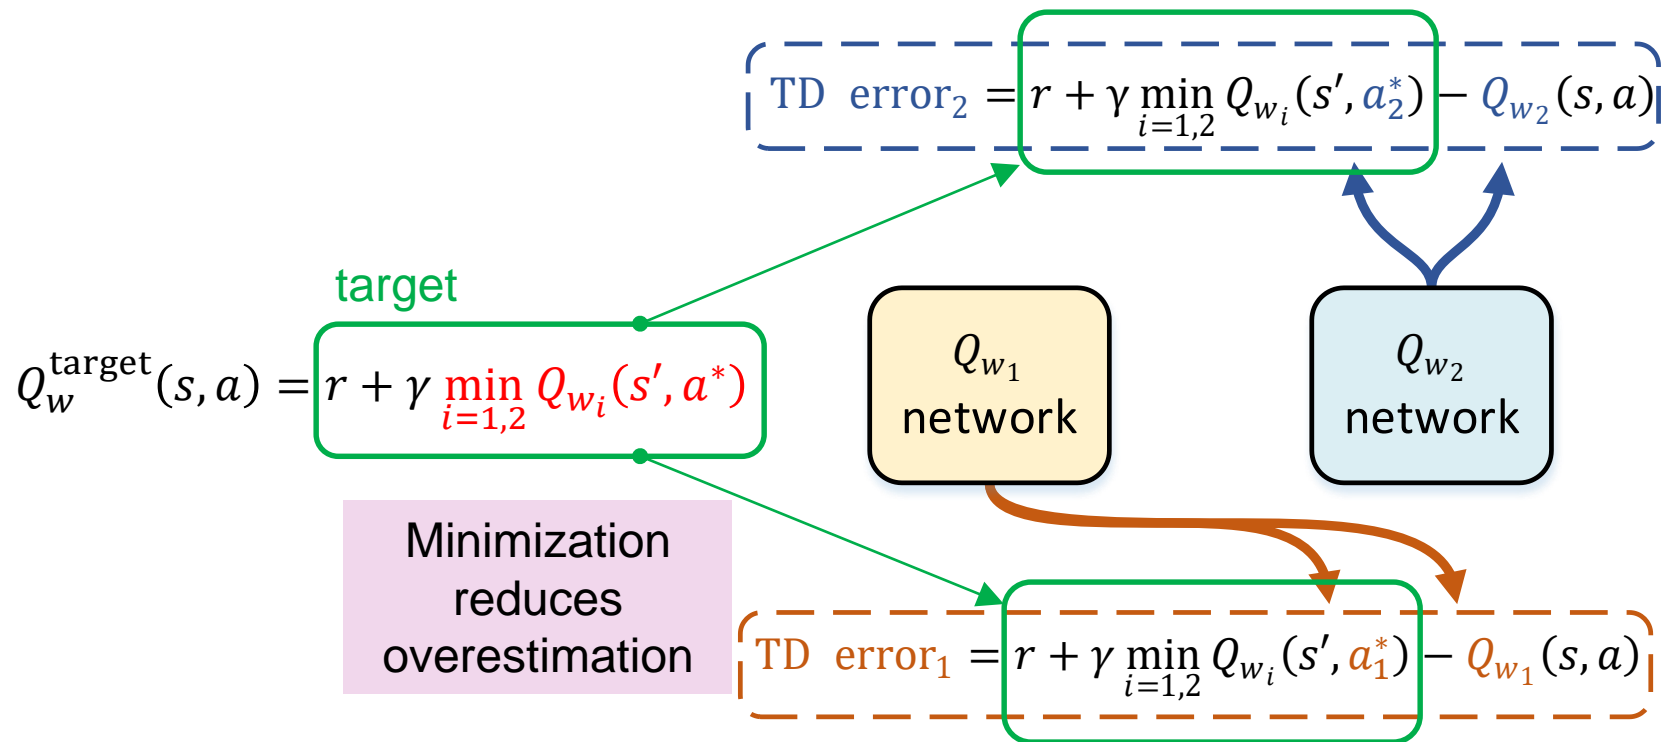 TD error₂ = r + γ min_{i=1,2} Q_{w_i}(s′, a₂*) − Q_{w₂}(s, a)
target
Q_w^{target}(s, a) = r + γ min_{i=1,2} Q_{w_i}(s′, a*)
Q_{w₁}
network
Q_{w₂}
network
Minimization
reduces
overestimation
TD error₁ = r + γ min_{i=1,2} Q_{w_i}(s′, a₁*) − Q_{w₁}(s, a)